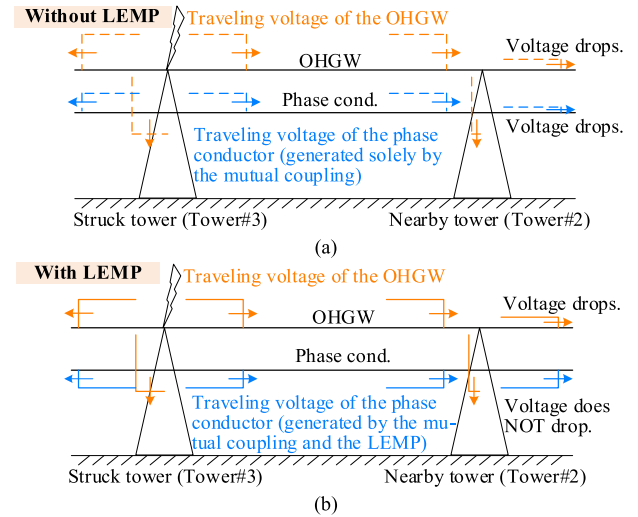 Without LEMP
Traveling voltage of the OHGW
Voltage drops.
OHGW
Phase cond.
Voltage drops.
Traveling voltage of the phase
conductor (generated solely by
the mutual coupling)
Struck tower (Tower#3)
Nearby tower (Tower#2)
(a)
With LEMP
Traveling voltage of the OHGW
Voltage drops.
OHGW
Phase cond.
Traveling voltage of the phase
conductor (generated by the mu-
tual coupling and the LEMP)
Voltage does
NOT drop.
Struck tower (Tower#3)
Nearby tower (Tower#2)
(b)